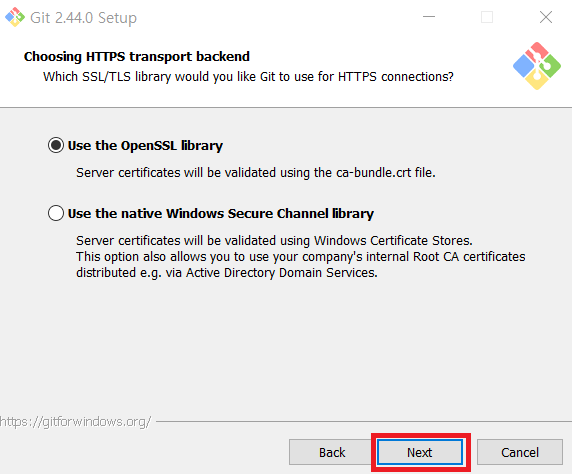 Git 2.44.0 Setup
Choosing HTTPS transport backend
Which SSL/TLS library would you like Git to use for HTTPS connections?
Use the OpenSSL library
Server certificates will be validated using the ca-bundle.crt file.
Use the native Windows Secure Channel library
Server certificates will be validated using Windows Certificate Stores.
This option also allows you to use your company's internal Root CA certificates
distributed e.g. via Active Directory Domain Services.
https://gitforwindows.org/
Back Next Cancel